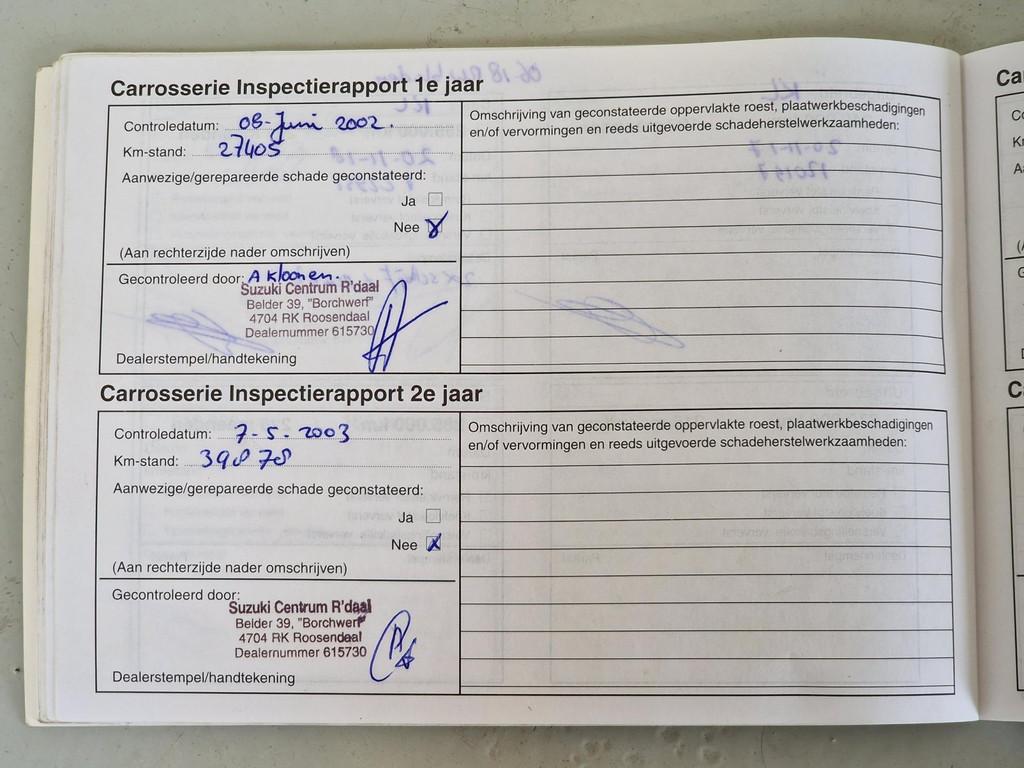 Carrosserie Inspectierapport 1e jaar
Controledatum: 08-Juni 2002.
Km-stand: 27405
Aanwezige/gerepareerde schade geconstateerd:
Ja
Nee
(Aan rechterzijde nader omschrijven)
Gecontroleerd door: A Kloonen.
Suzuki Centrum R'daal
Belder 39, "Borchwerf"
4704 RK Roosendaal
Dealernummer 615730
Dealerstempel/handtekening
Omschrijving van geconstateerde oppervlakte roest, plaatwerkbeschadigingen
en/of vervormingen en reeds uitgevoerde schadeherstelwerkzaamheden:
Carrosserie Inspectierapport 2e jaar
Controledatum: 7-5-2003
Km-stand: 39878
Aanwezige/gerepareerde schade geconstateerd:
Ja
Nee
(Aan rechterzijde nader omschrijven)
Gecontroleerd door:
Suzuki Centrum R'daal
Belder 39, "Borchwerf"
4704 RK Roosendaal
Dealernummer 615730
Dealerstempel/handtekening
Omschrijving van geconstateerde oppervlakte roest, plaatwerkbeschadigingen
en/of vervormingen en reeds uitgevoerde schadeherstelwerkzaamheden: